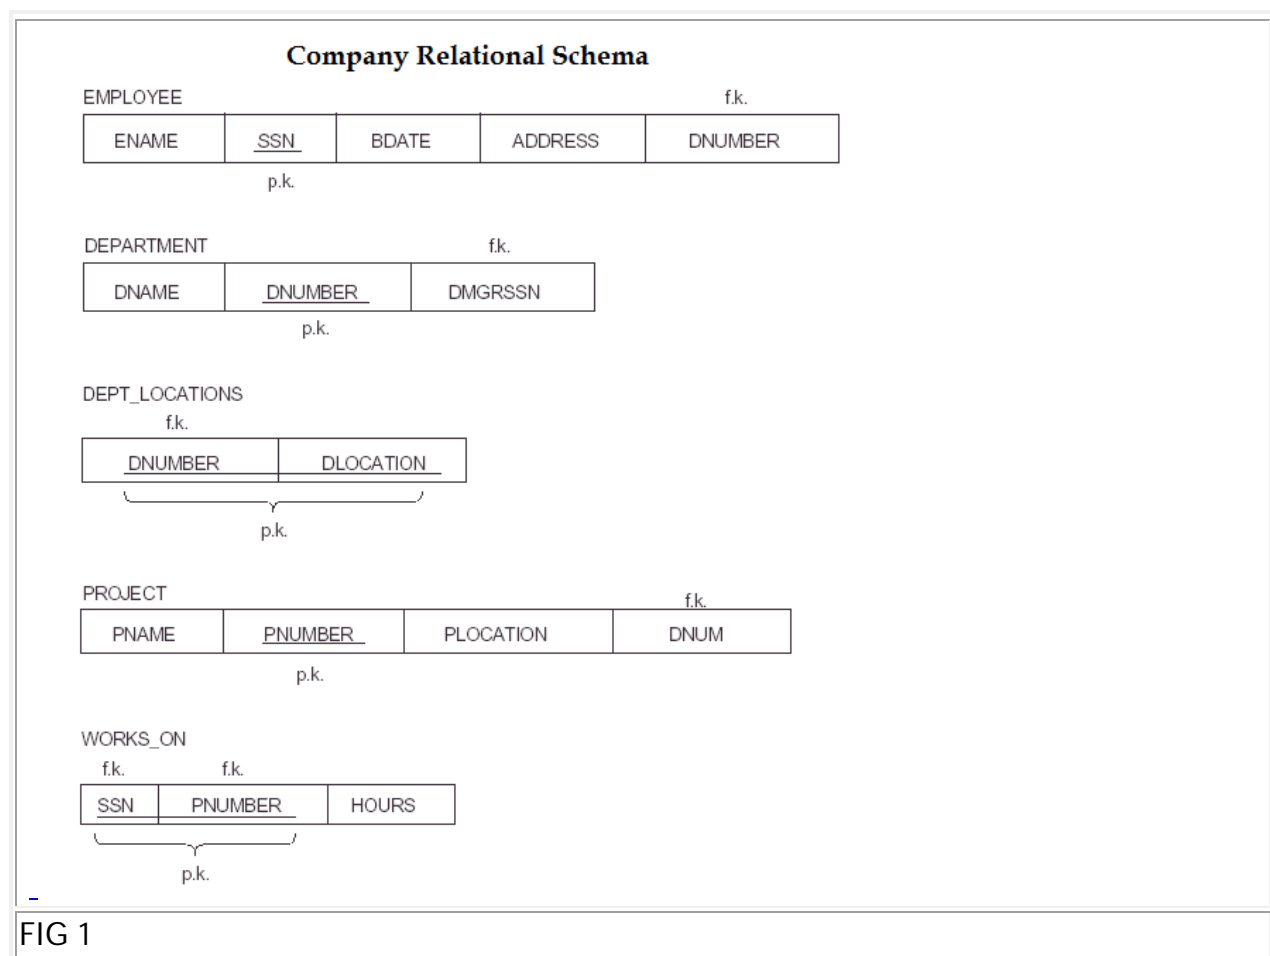 Company Relational Schema
EMPLOYEE f.k.
ENAME SSN BDATE ADDRESS DNUMBER
p.k.
DEPARTMENT f.k.
DNAME DNUMBER DMGRSSN
p.k.
DEPT_LOCATIONS
f.k.
DNUMBER DLOCATION
p.k.
PROJECT f.k.
PNAME PNUMBER PLOCATION DNUM
p.k.
WORKS_ON
f.k. f.k.
SSN PNUMBER HOURS
p.k.
FIG 1